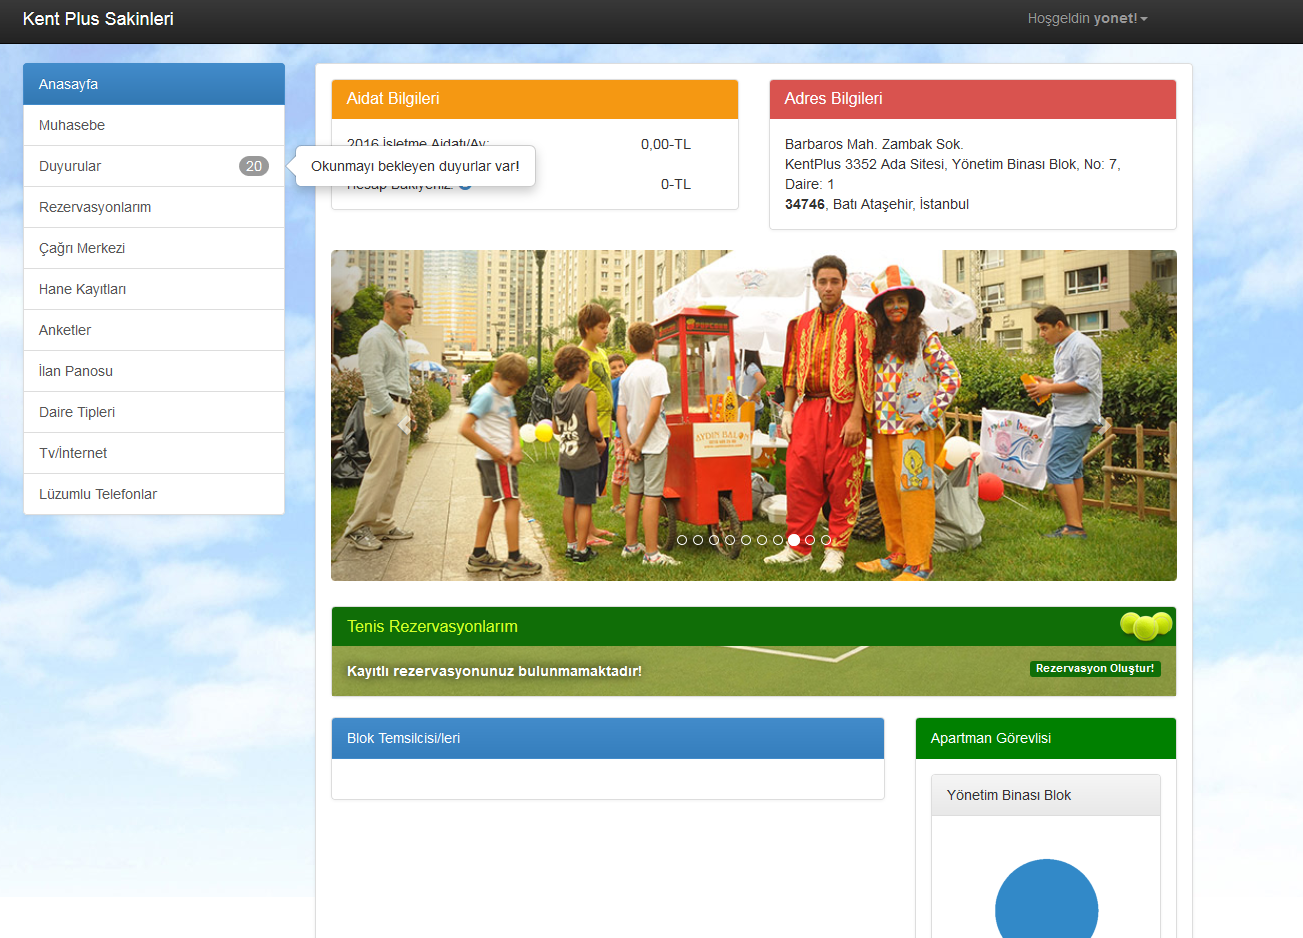 Kent Plus Sakinleri
Hoşgeldin yonet!
Anasayfa
Muhasebe
Duyurular 20
Rezervasyonlarım
Çağrı Merkezi
Hane Kayıtları
Anketler
İlan Panosu
Daire Tipleri
Tv/İnternet
Lüzumlu Telefonlar
Okunmayı bekleyen duyurlar var!
Aidat Bilgileri
2016 İşletme Aidatı/Ay: 0,00-TL
Hesap Bakiyeniz: 0-TL
Adres Bilgileri
Barbaros Mah. Zambak Sok.
KentPlus 3352 Ada Sitesi, Yönetim Binası Blok, No: 7,
Daire: 1
34746, Batı Ataşehir, İstanbul
AYDIN BALON
Tenis Rezervasyonlarım
Kayıtlı rezervasyonunuz bulunmamaktadır!
Rezervasyon Oluştur!
Blok Temsilcisi/leri
Apartman Görevlisi
Yönetim Binası Blok